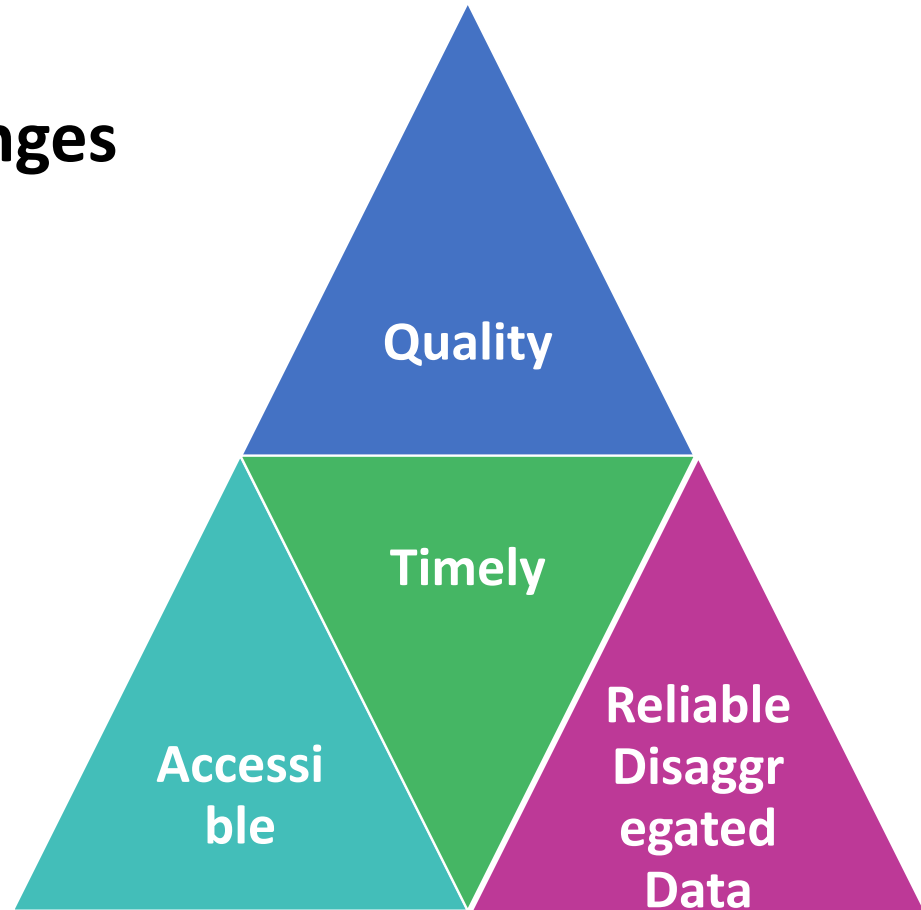 nges
Quality
Timely
Accessi
ble
Reliable
Disaggr
egated
Data